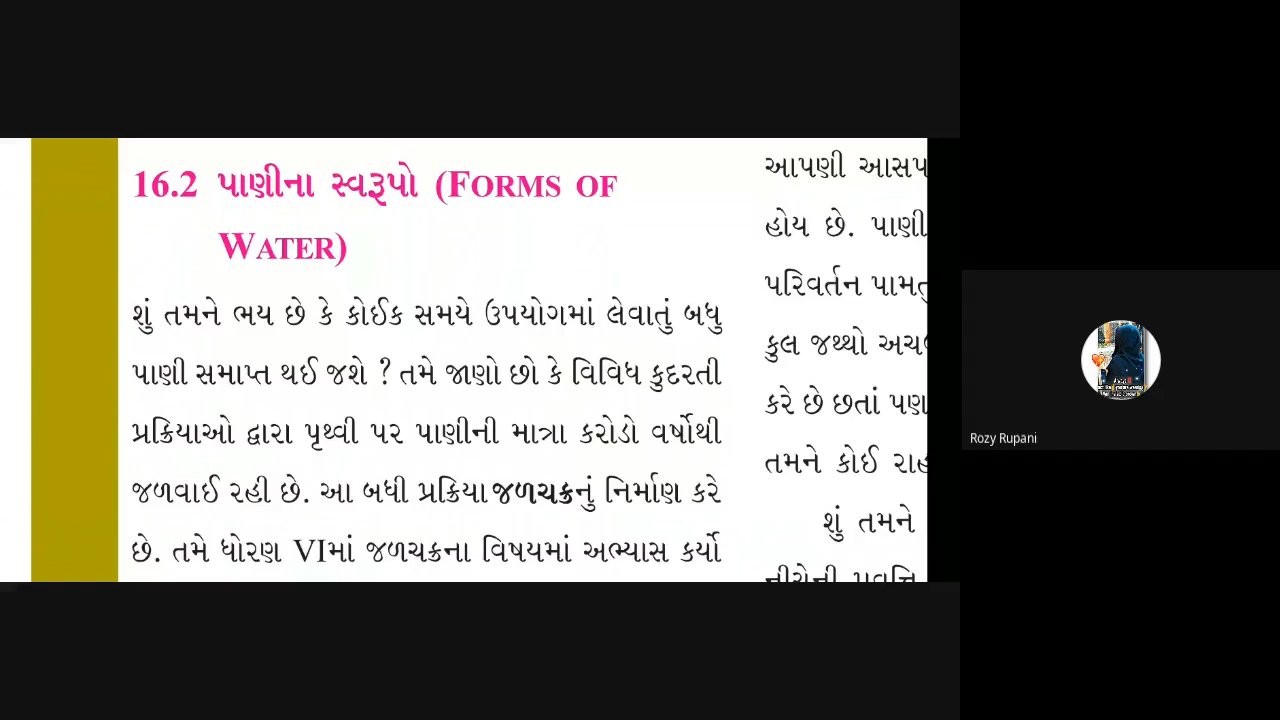 16.2 પાણીના સ્વરૂપો (FORMS OF
WATER)
શું તમને ભય છે કે કોઈક સમયે ઉપયોગમાં લેવાતું બધુ
પાણી સમાપ્ત થઈ જશે ? તમે જાણો છો કે વિવિધ કુદરતી
પ્રક્રિયાઓ દ્વારા પૃથ્વી પર પાણીની માત્રા કરોડો વર્ષોથી
જળવાઈ રહી છે. આ બધી પ્રક્રિયા જળચક્રનું નિર્માણ કરે
છે. તમે ધોરણ VIમાં જળચક્રના વિષયમાં અભ્યાસ કર્યો
આપણી
હોય છે. પાણી
પરિવર્તન
કુલ જથ્થો
કરે છે છતાં પણ
તમને કોઈ
શું તમને
Rozy Rupani